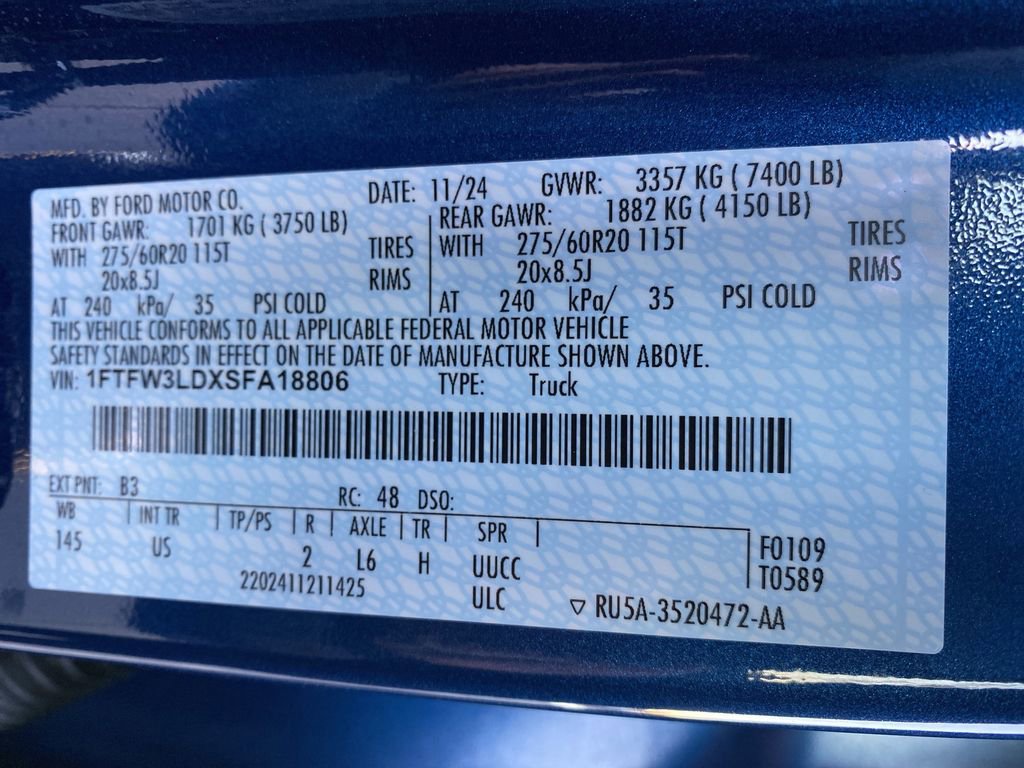 MFD. BY FORD MOTOR CO. DATE: 11/24 GVWR: 3357 KG ( 7400 LB)
FRONT GAWR: 1701 KG ( 3750 LB) REAR GAWR: 1882 KG ( 4150 LB)
WITH 275/60R20 115T TIRES WITH 275/60R20 115T TIRES
20x8.5J RIMS 20x8.5J RIMS
AT 240 kPa/ 35 PSI COLD AT 240 kPa/ 35 PSI COLD
THIS VEHICLE CONFORMS TO ALL APPLICABLE FEDERAL MOTOR VEHICLE
SAFETY STANDARDS IN EFFECT ON THE DATE OF MANUFACTURE SHOWN ABOVE.
VIN: 1FTFW3LDXSFA18806 TYPE: Truck
EXT PNT: B3 RC: 48 DSO:
WB INT TR TP/PS R AXLE TR SPR F0109
145 US 2 L6 H UUCC T0589
2202411211425 ULC ▽ RU5A-3520472-AA